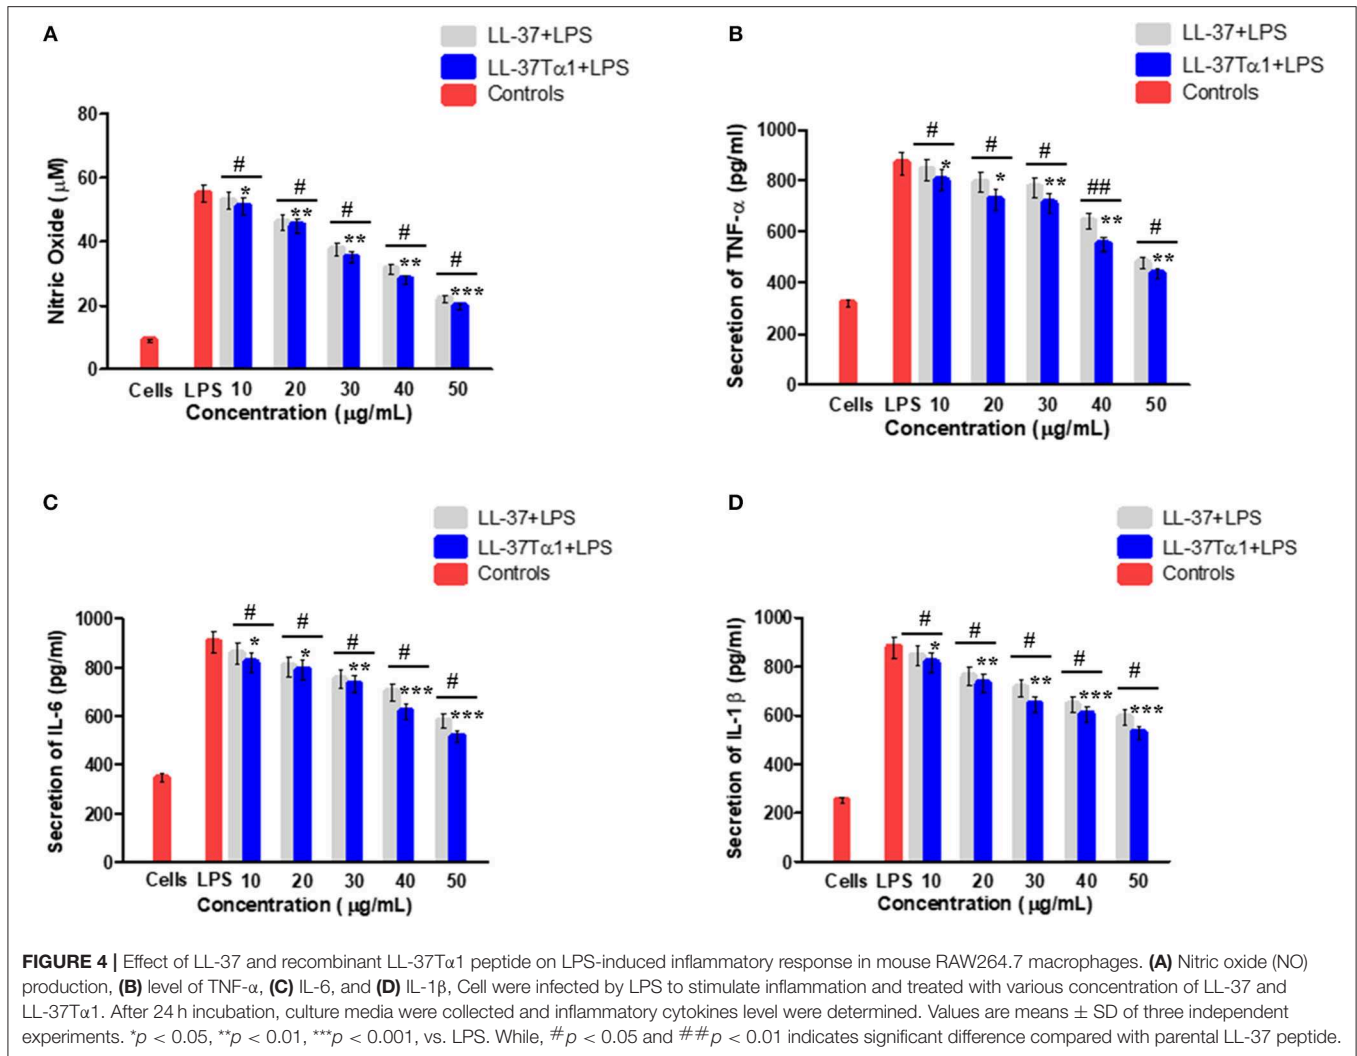 A
LL-37+LPS
LL-37Tα1+LPS
Controls
Nitric Oxide (μM)
80
60
40
20
0
#
*
#
**
#
**
#
**
#
***
Cells LPS 10 20 30 40 50
Concentration (μg/mL)
B
LL-37+LPS
LL-37Tα1+LPS
Controls
Secretion of TNF-α (pg/ml)
1000
800
600
400
200
0
#
*
#
*
#
**
##
**
#
**
Cells LPS 10 20 30 40 50
Concentration (μg/mL)
C
LL-37+LPS
LL-37Tα1+LPS
Controls
Secretion of IL-6 (pg/ml)
1000
800
600
400
200
0
#
*
#
*
#
**
#
***
#
***
Cells LPS 10 20 30 40 50
Concentration ( μg/mL)
D
LL-37+LPS
LL-37Tα1+LPS
Controls
Secretion of IL-1β (pg/ml)
1000
800
600
400
200
0
#
*
#
**
#
**
#
***
#
***
Cells LPS 10 20 30 40 50
Concentration ( μg/mL)
FIGURE 4 | Effect of LL-37 and recombinant LL-37Tα1 peptide on LPS-induced inflammatory response in mouse RAW264.7 macrophages. (A) Nitric oxide (NO)
production, (B) level of TNF-α, (C) IL-6, and (D) IL-1β, Cell were infected by LPS to stimulate inflammation and treated with various concentration of LL-37 and
LL-37Tα1. After 24 h incubation, culture media were collected and inflammatory cytokines level were determined. Values are means ± SD of three independent
experiments. *p < 0.05, **p < 0.01, ***p < 0.001, vs. LPS. While, #p < 0.05 and ##p < 0.01 indicates significant difference compared with parental LL-37 peptide.